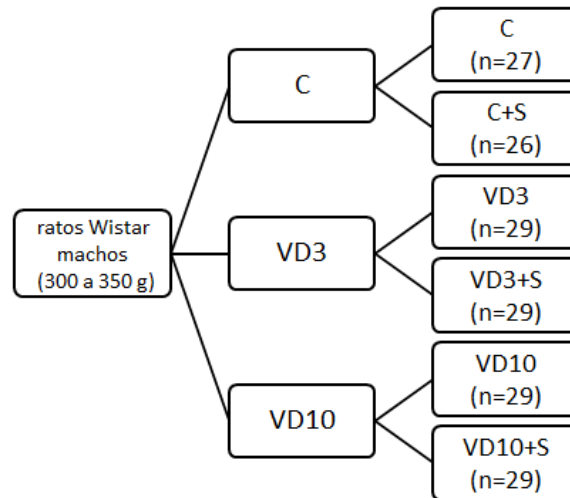 ratos Wistar
machos
(300 a 350 g)
C
VD3
VD10
C
(n=27)
C+S
(n=26)
VD3
(n=29)
VD3+S
(n=29)
VD10
(n=29)
VD10+S
(n=29)